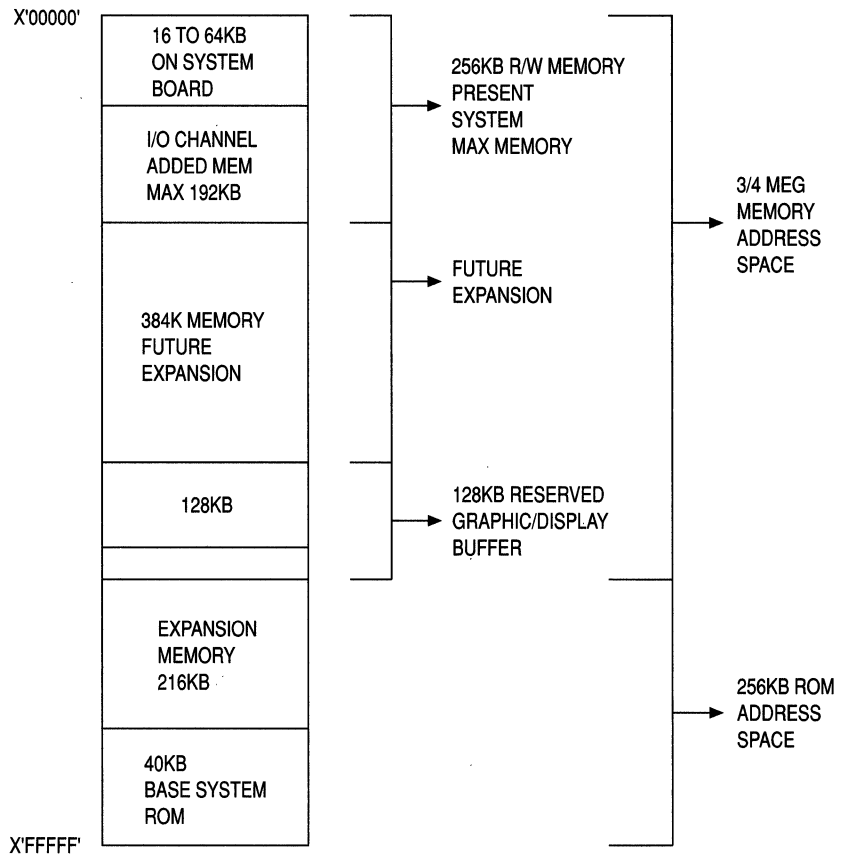 X'00000'
16 TO 64KB
ON SYSTEM
BOARD
I/O CHANNEL
ADDED MEM
MAX 192KB
384K MEMORY
FUTURE
EXPANSION
128KB
EXPANSION
MEMORY
216KB
40KB
BASE SYSTEM
ROM
X'FFFFF'
256KB R/W MEMORY
PRESENT
SYSTEM
MAX MEMORY
FUTURE
EXPANSION
128KB RESERVED
GRAPHIC/DISPLAY
BUFFER
3/4 MEG
MEMORY
ADDRESS
SPACE
256KB ROM
ADDRESS
SPACE